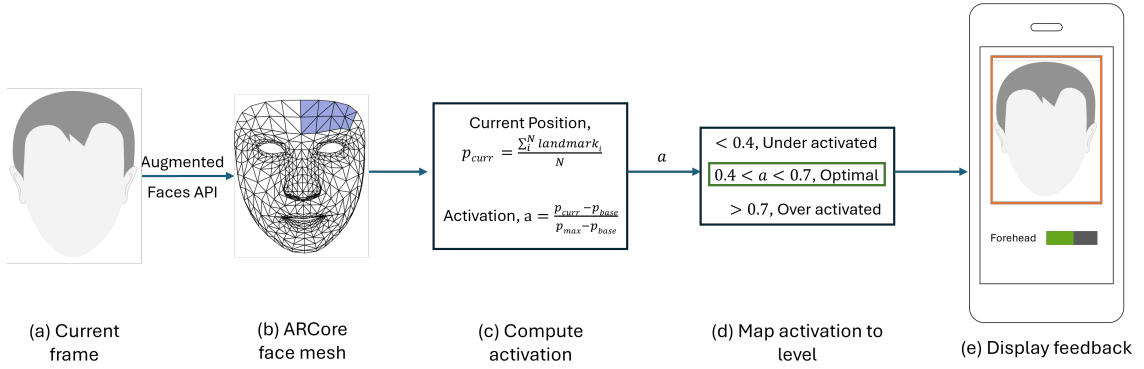 Augmented
Faces API
Current Position,
p_curr = ∑_i^N landmark_i / N
Activation, a = p_curr − p_base / p_max − p_base
a
< 0.4, Under activated
0.4 < a < 0.7, Optimal
> 0.7, Over activated
Forehead
(a) Current
frame
(b) ARCore
face mesh
(c) Compute
activation
(d) Map activation to
level
(e) Display feedback